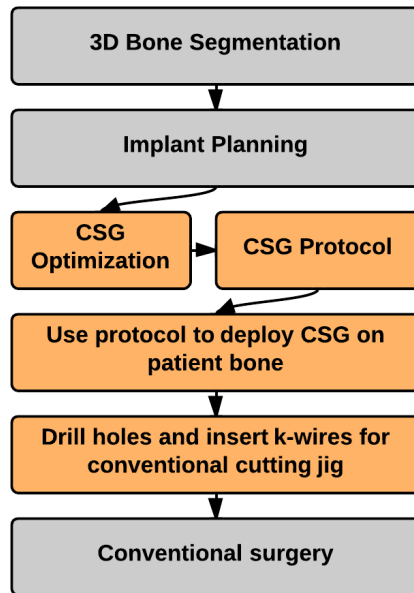 3D Bone Segmentation
Implant Planning
CSG
Optimization
CSG Protocol
Use protocol to deploy CSG on
patient bone
Drill holes and insert k-wires for
conventional cutting jig
Conventional surgery